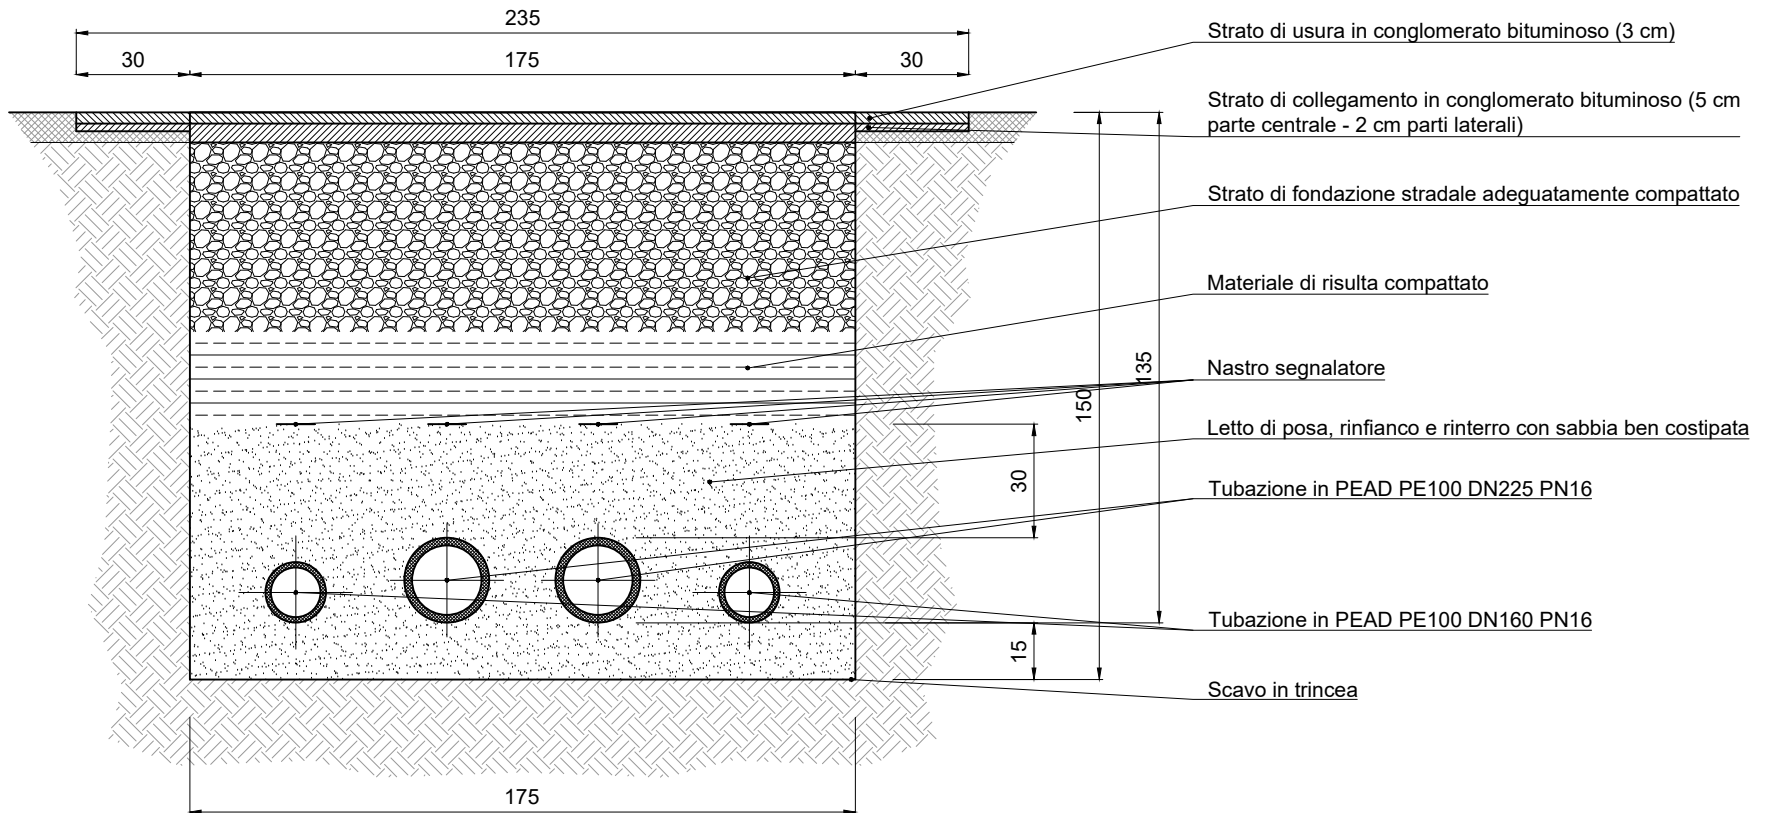 235
30
175
30
Strato di usura in conglomerato bituminoso (3 cm)
Strato di collegamento in conglomerato bituminoso (5 cm
parte centrale - 2 cm parti laterali)
Strato di fondazione stradale adeguatamente compattato
Materiale di risulta compattato
135
Nastro segnalatore
150
Letto di posa, rinfianco e rinterro con sabbia ben costipata
30
Tubazione in PEAD PE100 DN225 PN16
Tubazione in PEAD PE100 DN160 PN16
15
Scavo in trincea
175